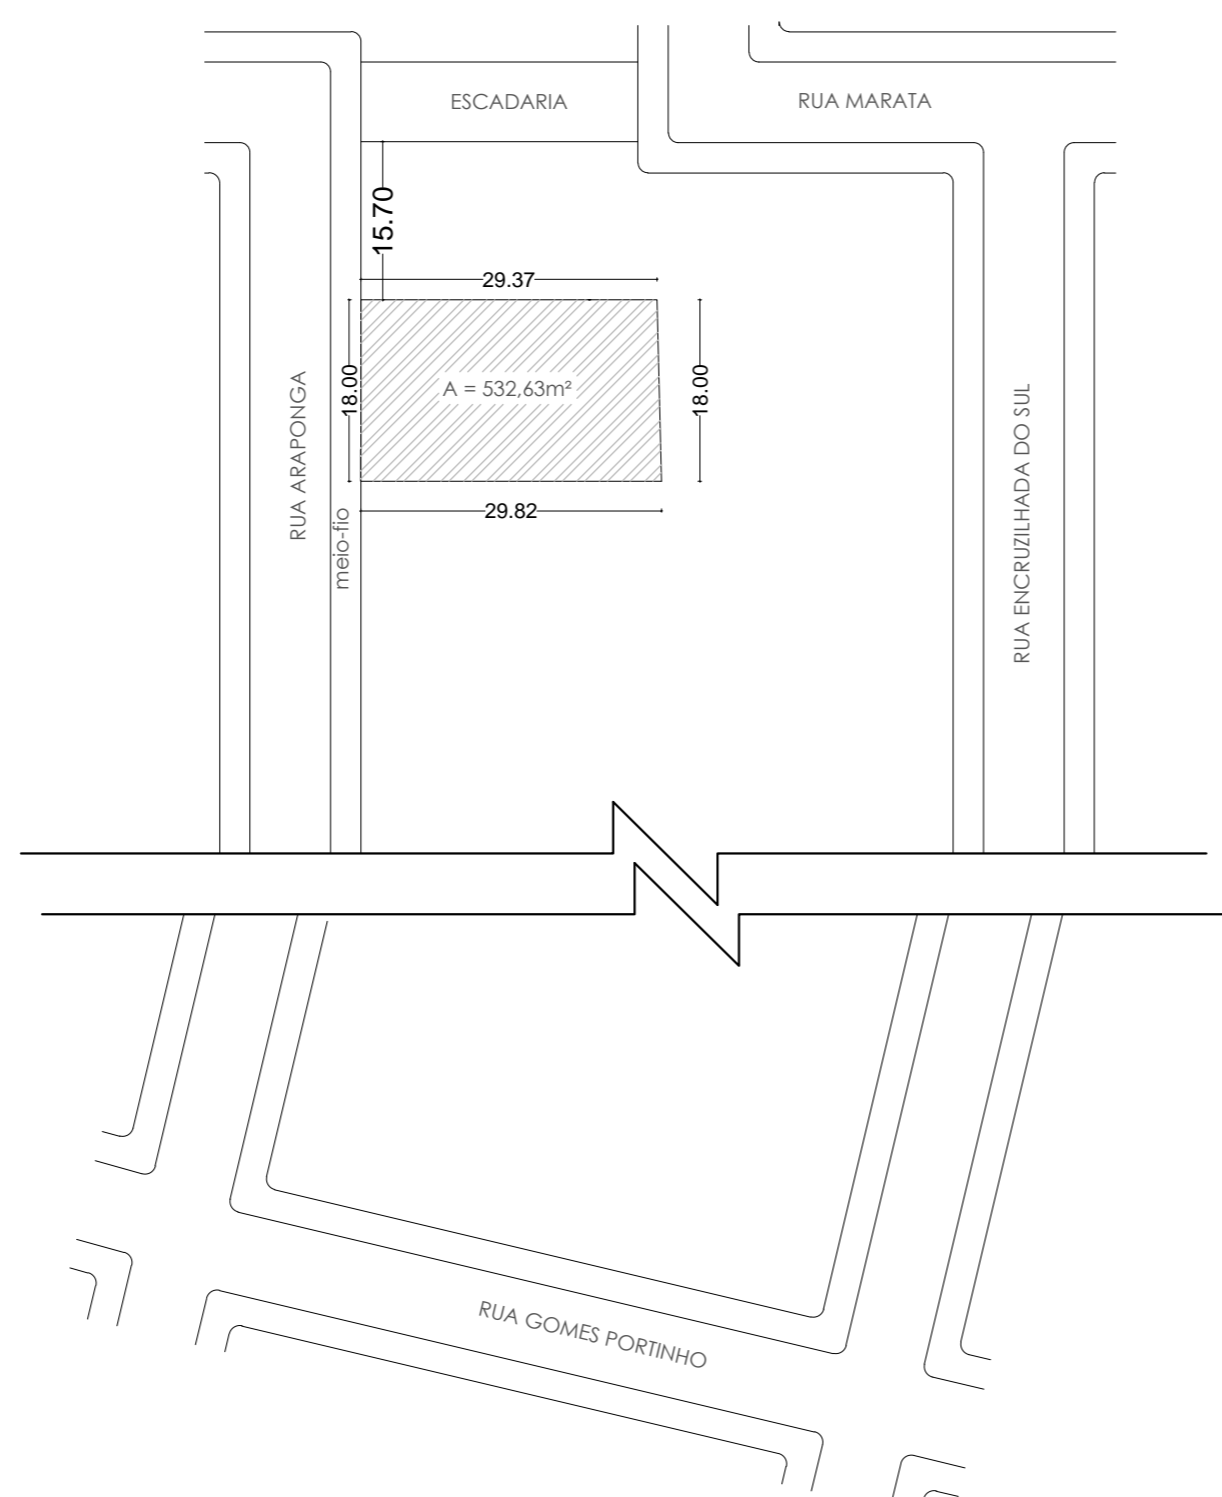 ESCADARIA
RUA MARATA
15.70
29.37
18.00
A = 532,63m²
18.00
RUA ARAPONGA
29.82
meio-fio
RUA ENCRUZILHADA DO SUL
RUA GOMES PORTINHO